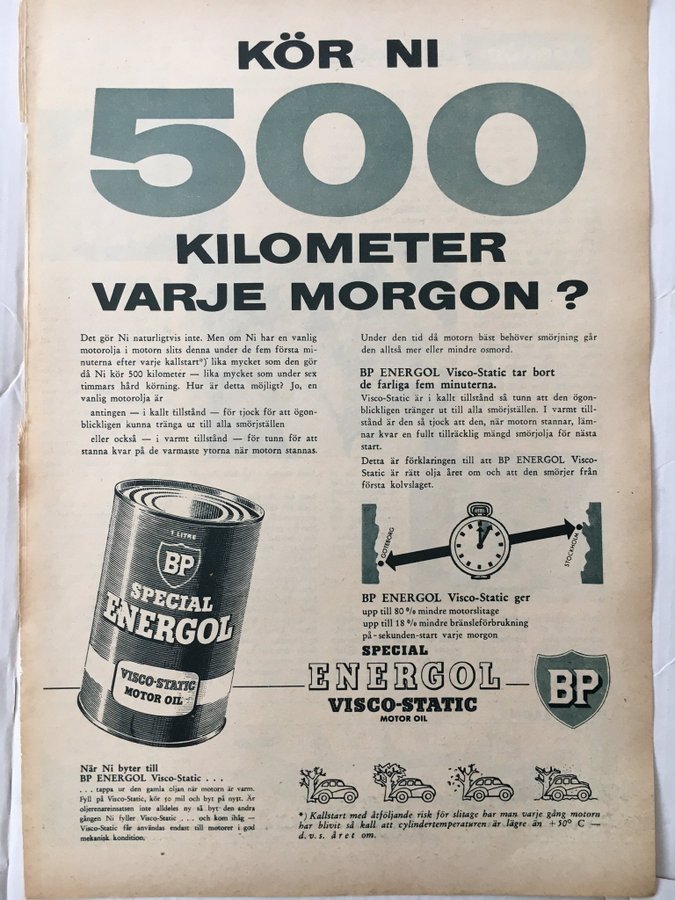 KÖR NI
500
KILOMETER
VARJE MORGON ?
Det gör Ni naturligtvis inte. Men om Ni har en vanlig
motorolja i motorn slits denna under de fem första mi-
nuterna efter varje kallstart*) lika mycket som den gör
då Ni kör 500 kilometer — lika mycket som under sex
timmars hård körning. Hur är detta möjligt? Jo, en
vanlig motorolja är
antingen — i kallt tillstånd — för tjock för att ögon-
blickligen kunna tränga ut till alla smörjställen
eller också — i varmt tillstånd — för tunn för att
stanna kvar på de varmaste ytorna när motorn stannas.
Under den tid då motorn bäst behöver smörjning går
den alltså mer eller mindre osmord.
BP ENERGOL Visco-Static tar bort
de farliga fem minuterna.
Visco-Static är i kallt tillstånd så tunn att den ögon-
blickligen tränger ut till alla smörjställen. I varmt till-
stånd är den så tjock att den, när motorn stannar, läm-
nar kvar en fullt tillräcklig mängd smörjolja för nästa
start.
Detta är förklaringen till att BP ENERGOL Visco-
Static är rätt olja året om och att den smörjer från
första kolvslaget.
GÖTEBORG
STOCKHOLM
BP ENERGOL Visco-Static ger
upp till 80 % mindre motorslitage
upp till 18 % mindre bränsleförbrukning
på-sekunden-start varje morgon
1 LITRE
BP
SPECIAL
ENERGOL
VISCO-STATIC
MOTOR OIL
SPECIAL
ENERGOL
VISCO-STATIC
MOTOR OIL
BP
När Ni byter till
BP ENERGOL Visco-Static . . .
. . . tappa ur den gamla oljan när motorn är varm.
Fyll på Visco-Static, kör 50 mil och byt på nytt. Är
oljerenareinsatsen inte alldeles ny så byt den andra
gången Ni fyller Visco-Static . . . och kom ihåg —
Visco-Static får användas endast till motorer i god
mekanisk kondition.
*) Kallstart med åtföljande risk för slitage har man varje gång motorn
har blivit så kall att cylindertemperaturen är lägre än +50° C —
d.v.s. året om.